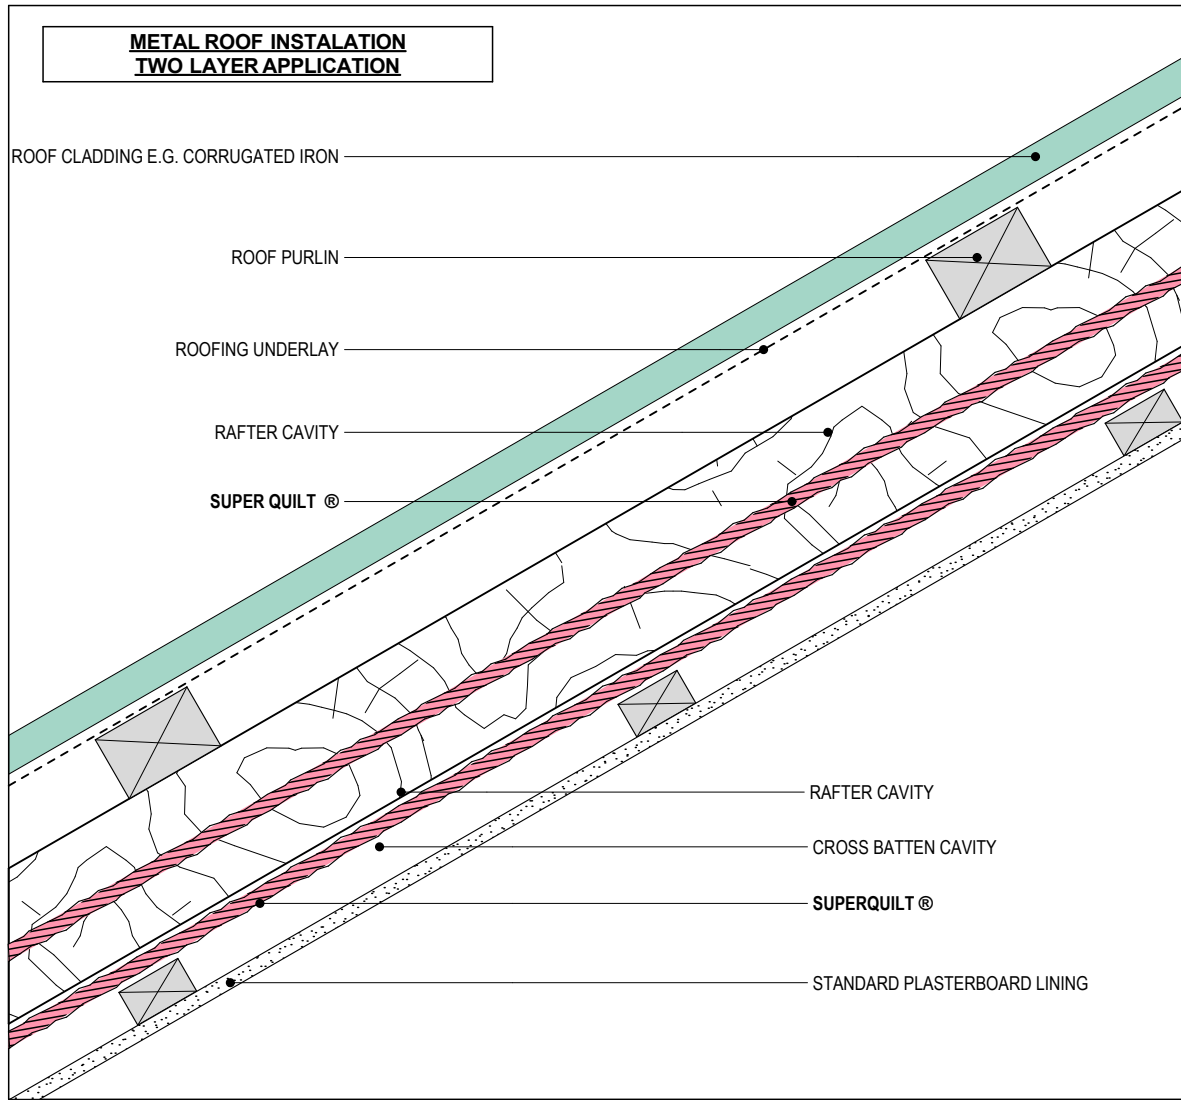 METAL ROOF INSTALATION
TWO LAYER APPLICATION
ROOF CLADDING E.G. CORRUGATED IRON
ROOF PURLIN
ROOFING UNDERLAY
RAFTER CAVITY
SUPER QUILT ®
RAFTER CAVITY
CROSS BATTEN CAVITY
SUPERQUILT ®
STANDARD PLASTERBOARD LINING